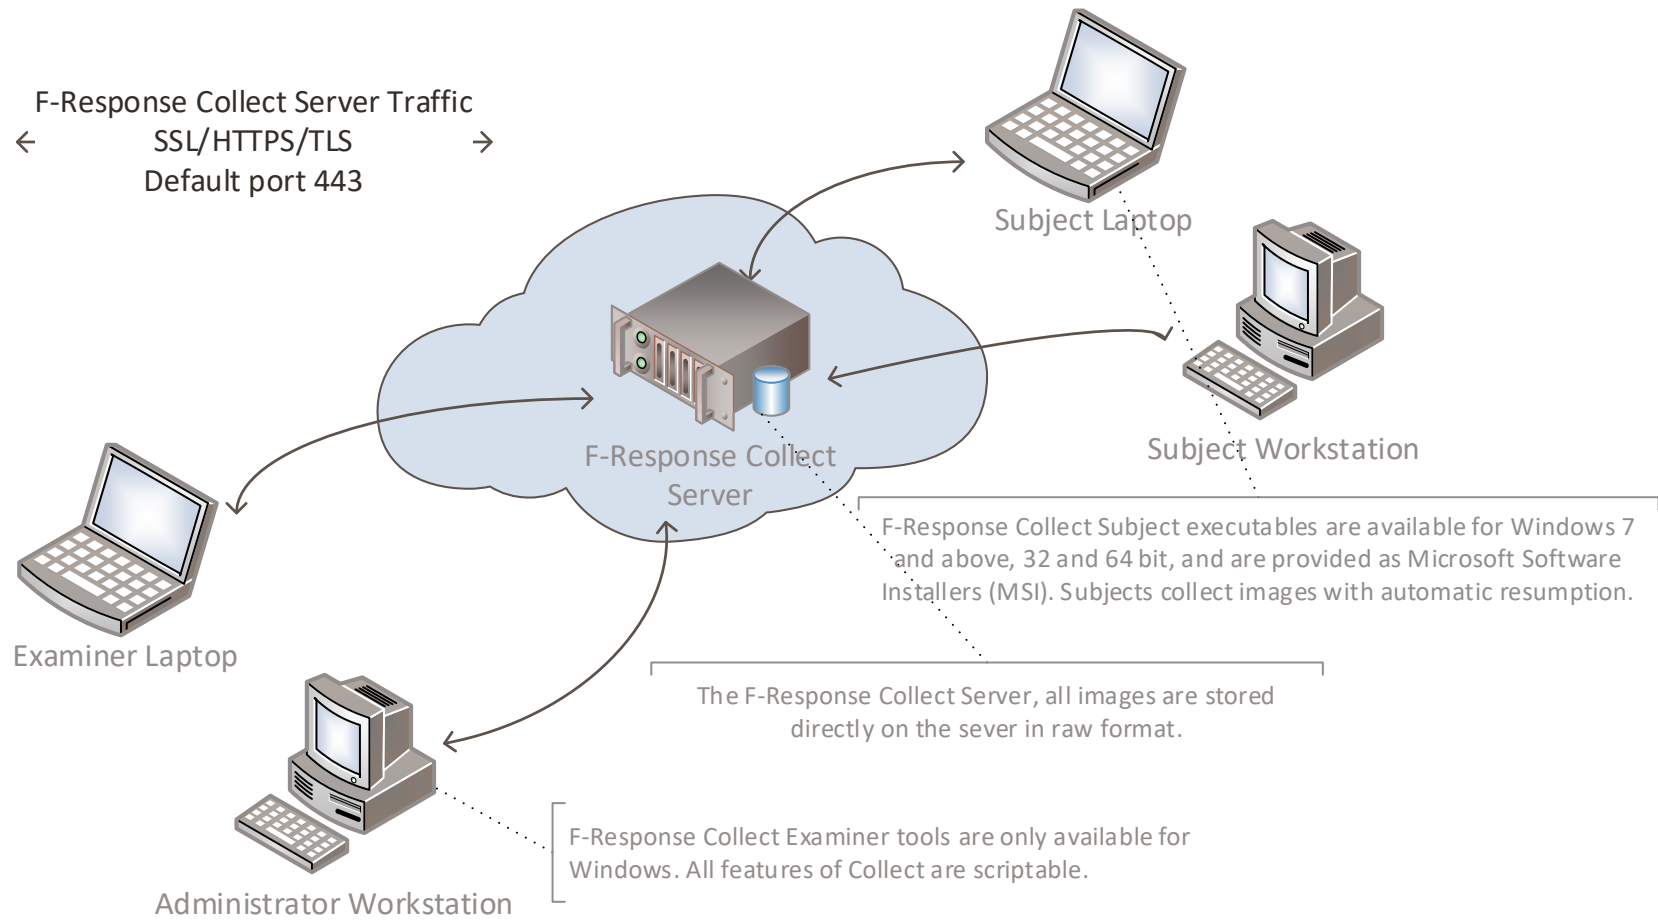 F-Response Collect Server Traffic
SSL/HTTPS/TLS
Default port 443
Subject Laptop
Subject Workstation
F-Response Collect
Server
F-Response Collect Subject executables are available for Windows 7
and above, 32 and 64 bit, and are provided as Microsoft Software
Installers (MSI). Subjects collect images with automatic resumption.
Examiner Laptop
The F-Response Collect Server, all images are stored
directly on the sever in raw format.
F-Response Collect Examiner tools are only available for
Windows. All features of Collect are scriptable.
Administrator Workstation